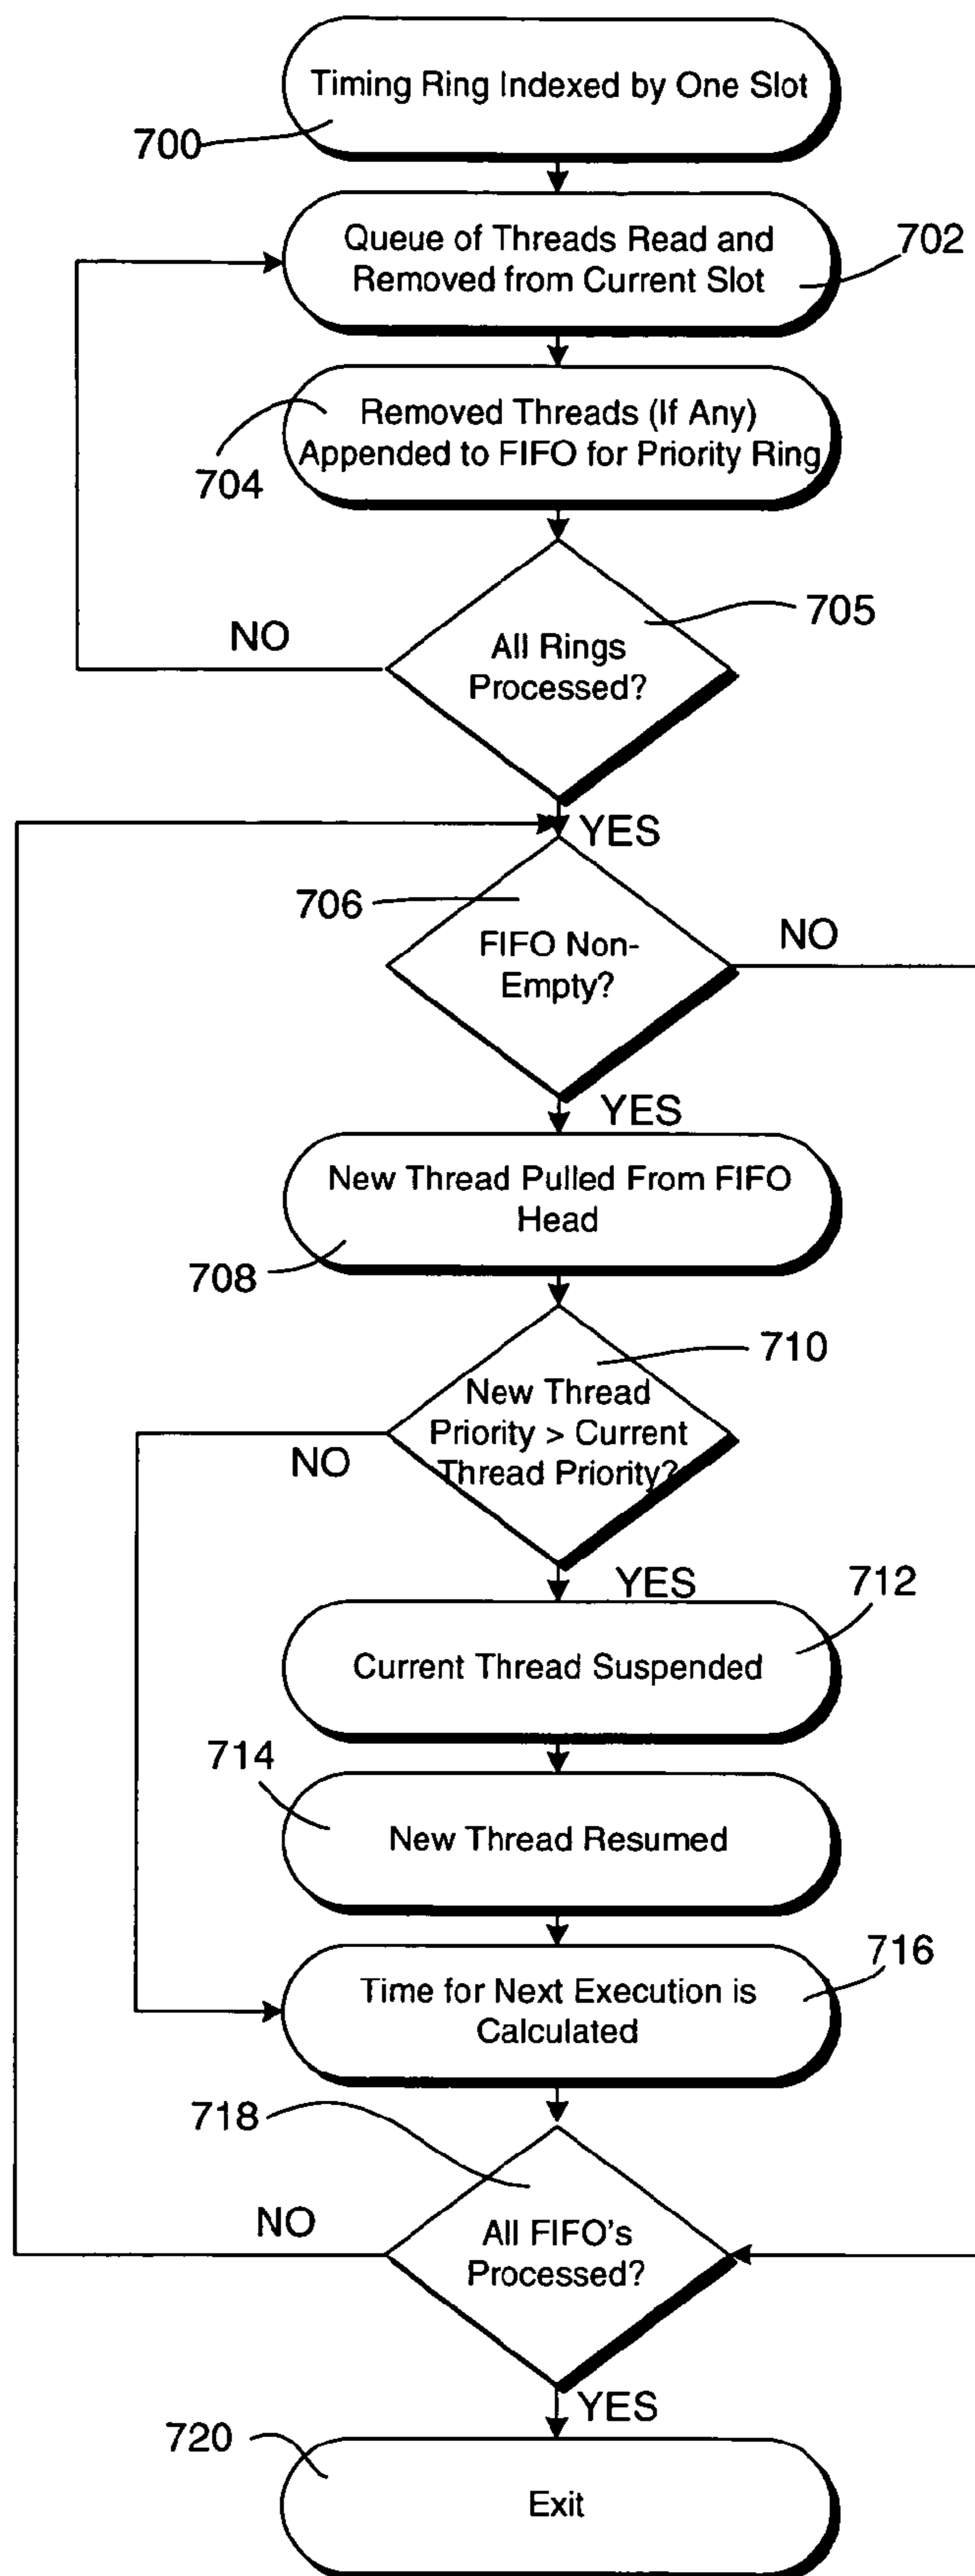 Timing Ring Indexed by One Slot
700
Queue of Threads Read and
Removed from Current Slot
702
Removed Threads (If Any)
Appended to FIFO for Priority Ring
704
705
All Rings
Processed?
NO
YES
706
FIFO Non-
Empty?
NO
YES
New Thread Pulled From FIFO
Head
708
710
New Thread
Priority > Current
Thread Priority?
NO
YES
712
Current Thread Suspended
714
New Thread Resumed
716
Time for Next Execution is
Calculated
718
All FIFO's
Processed?
NO
YES
720
Exit